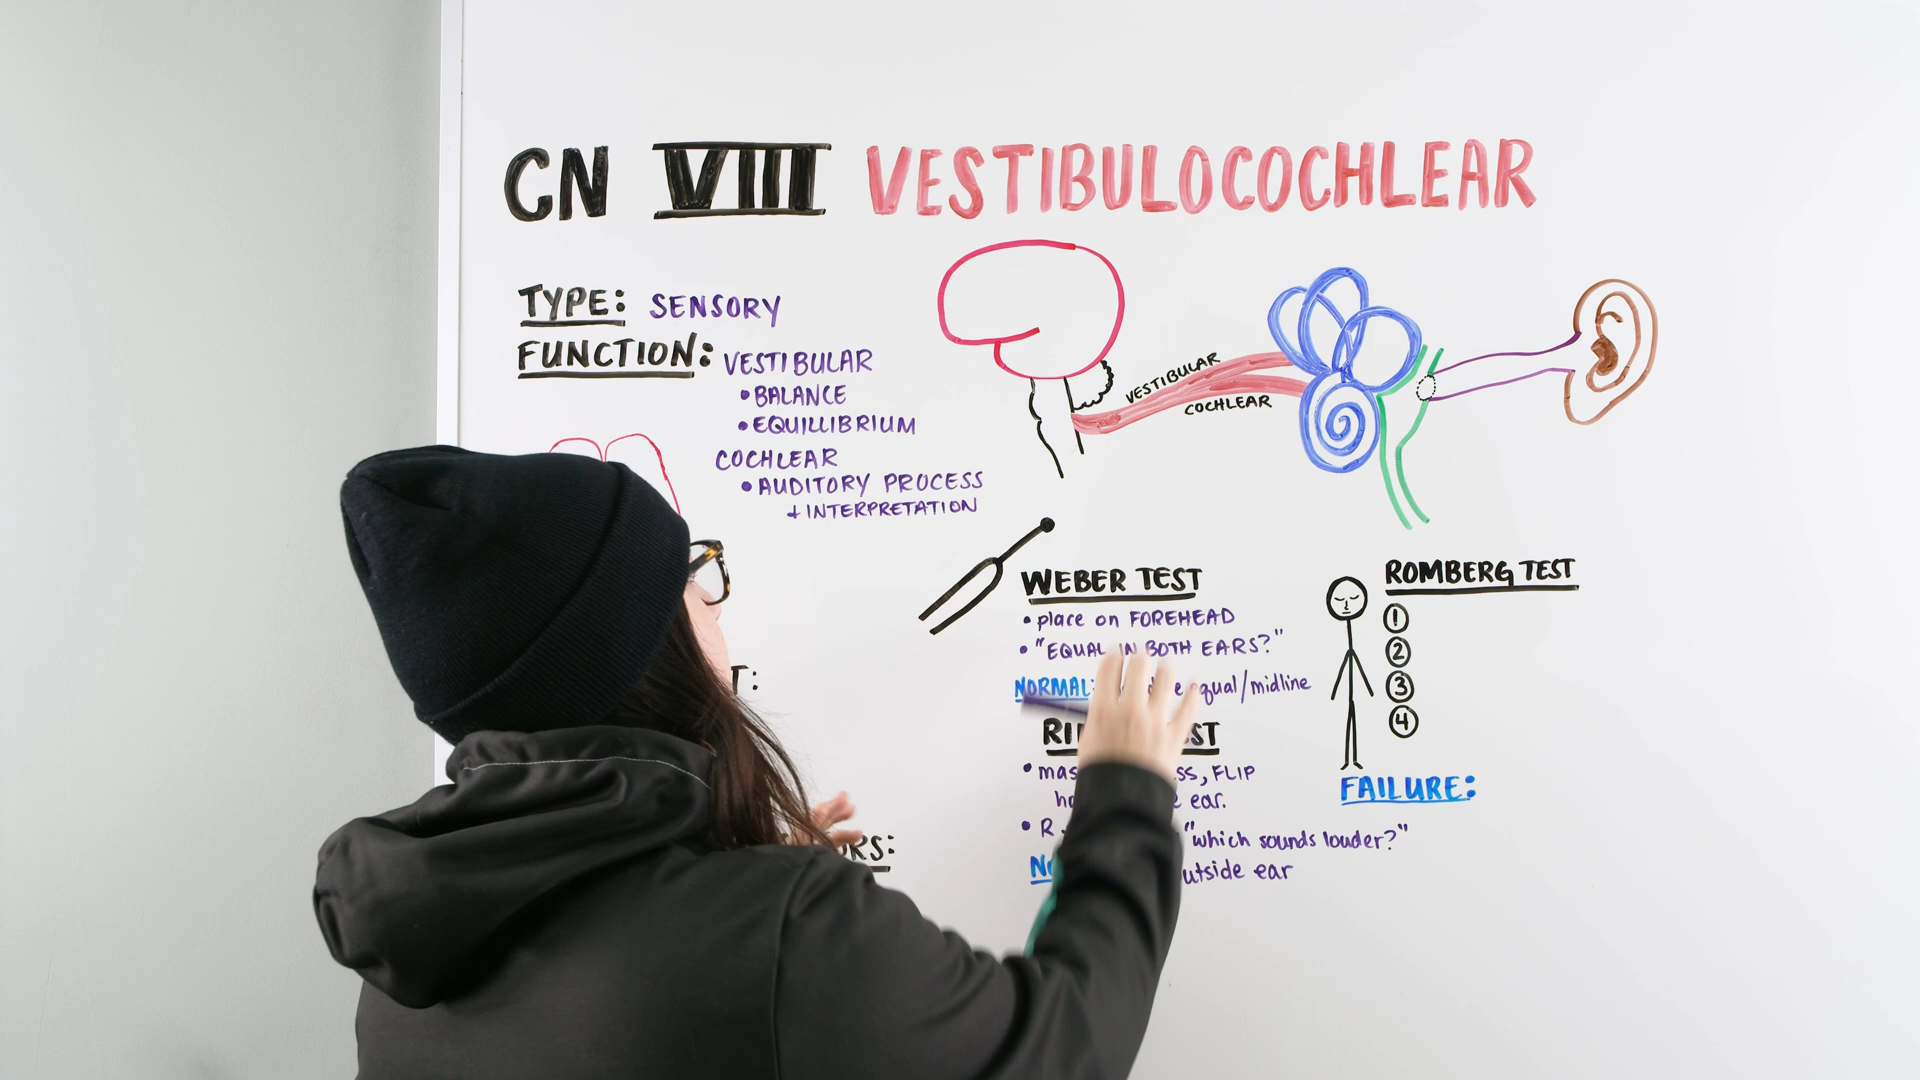 CN VIII VESTIBULOCOCHLEAR
TYPE: SENSORY
FUNCTION: VESTIBULAR
• BALANCE
• EQUILLIBRIUM
COCHLEAR
• AUDITORY PROCESS
+ INTERPRETATION
VESTIBULAR
COCHLEAR
WEBER TEST
• place on FOREHEAD
• "EQUAL IN BOTH EARS?"
NORMAL: equal/midline
• FLIP
ear.
• R "which sounds louder?"
ear
ROMBERG TEST
1
2
3
4
FAILURE: